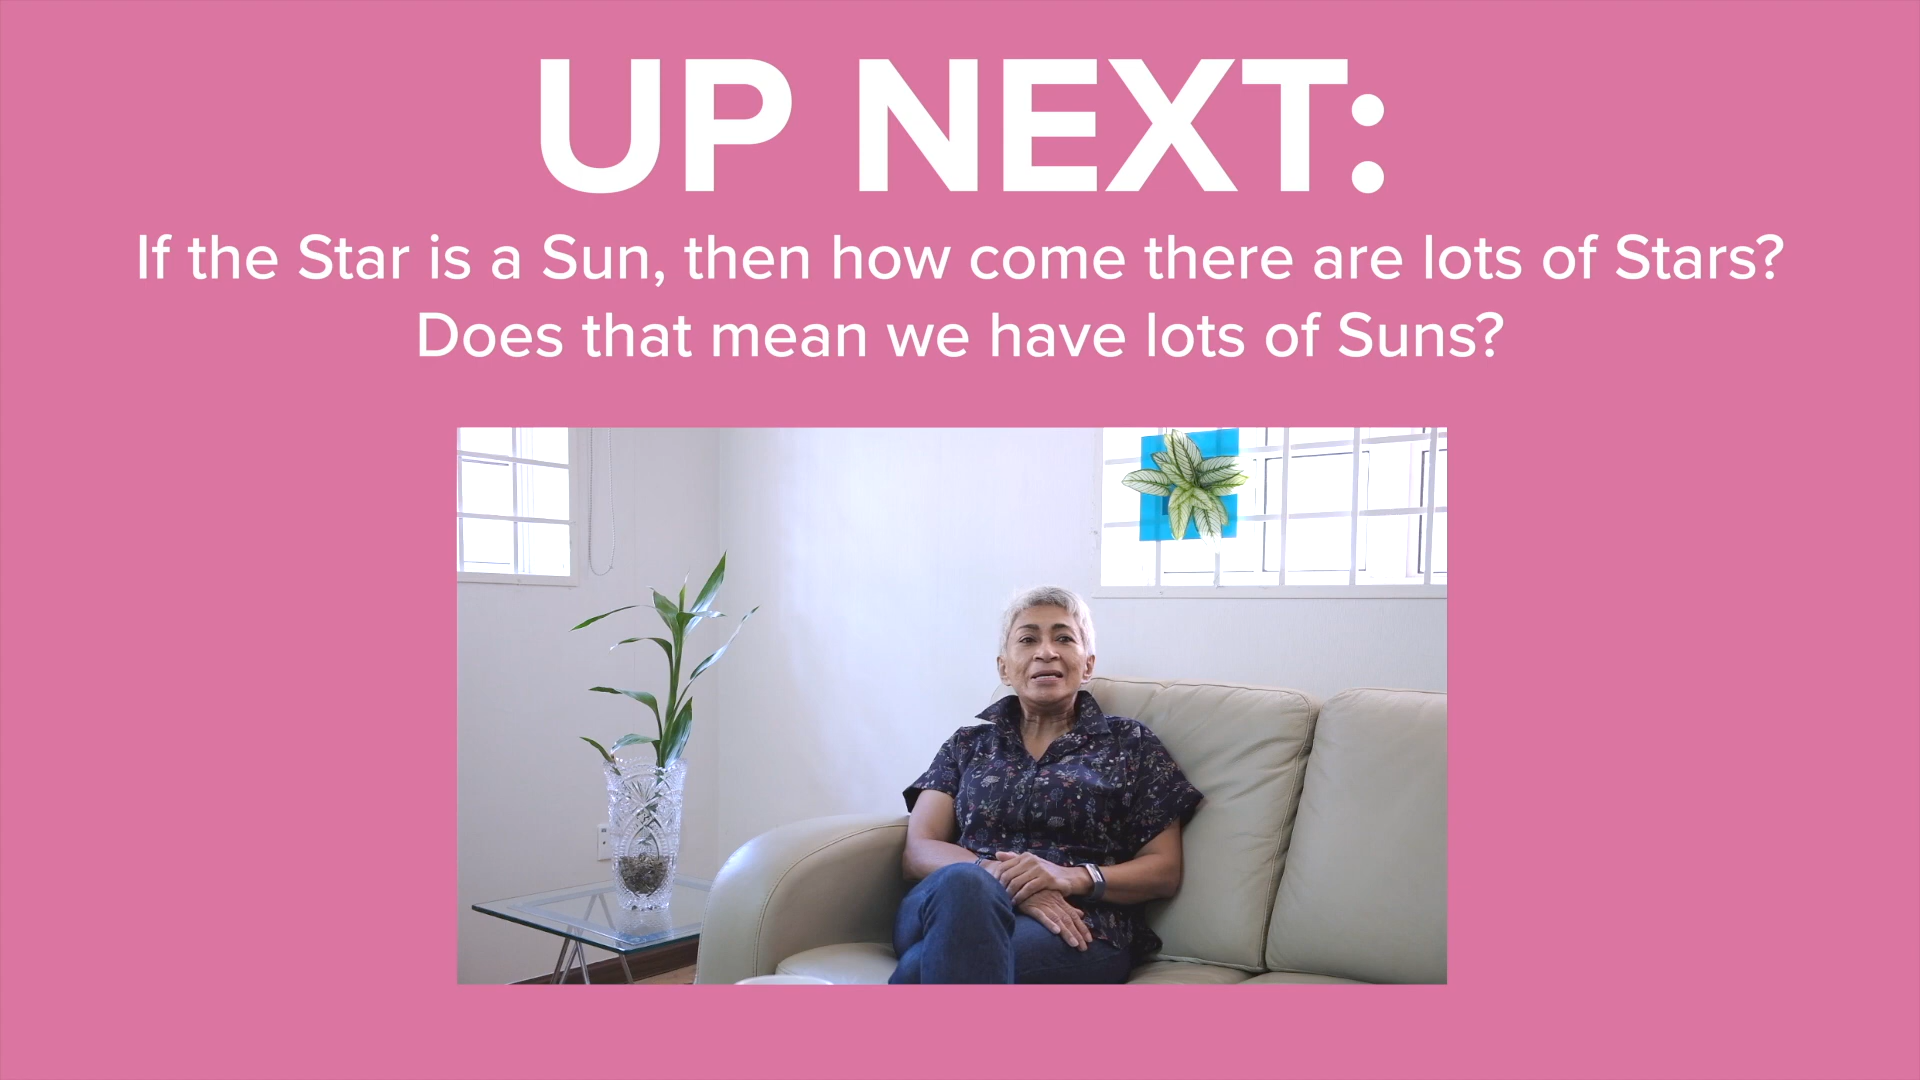 UP NEXT:
If the Star is a Sun, then how come there are lots of Stars?
Does that mean we have lots of Suns?